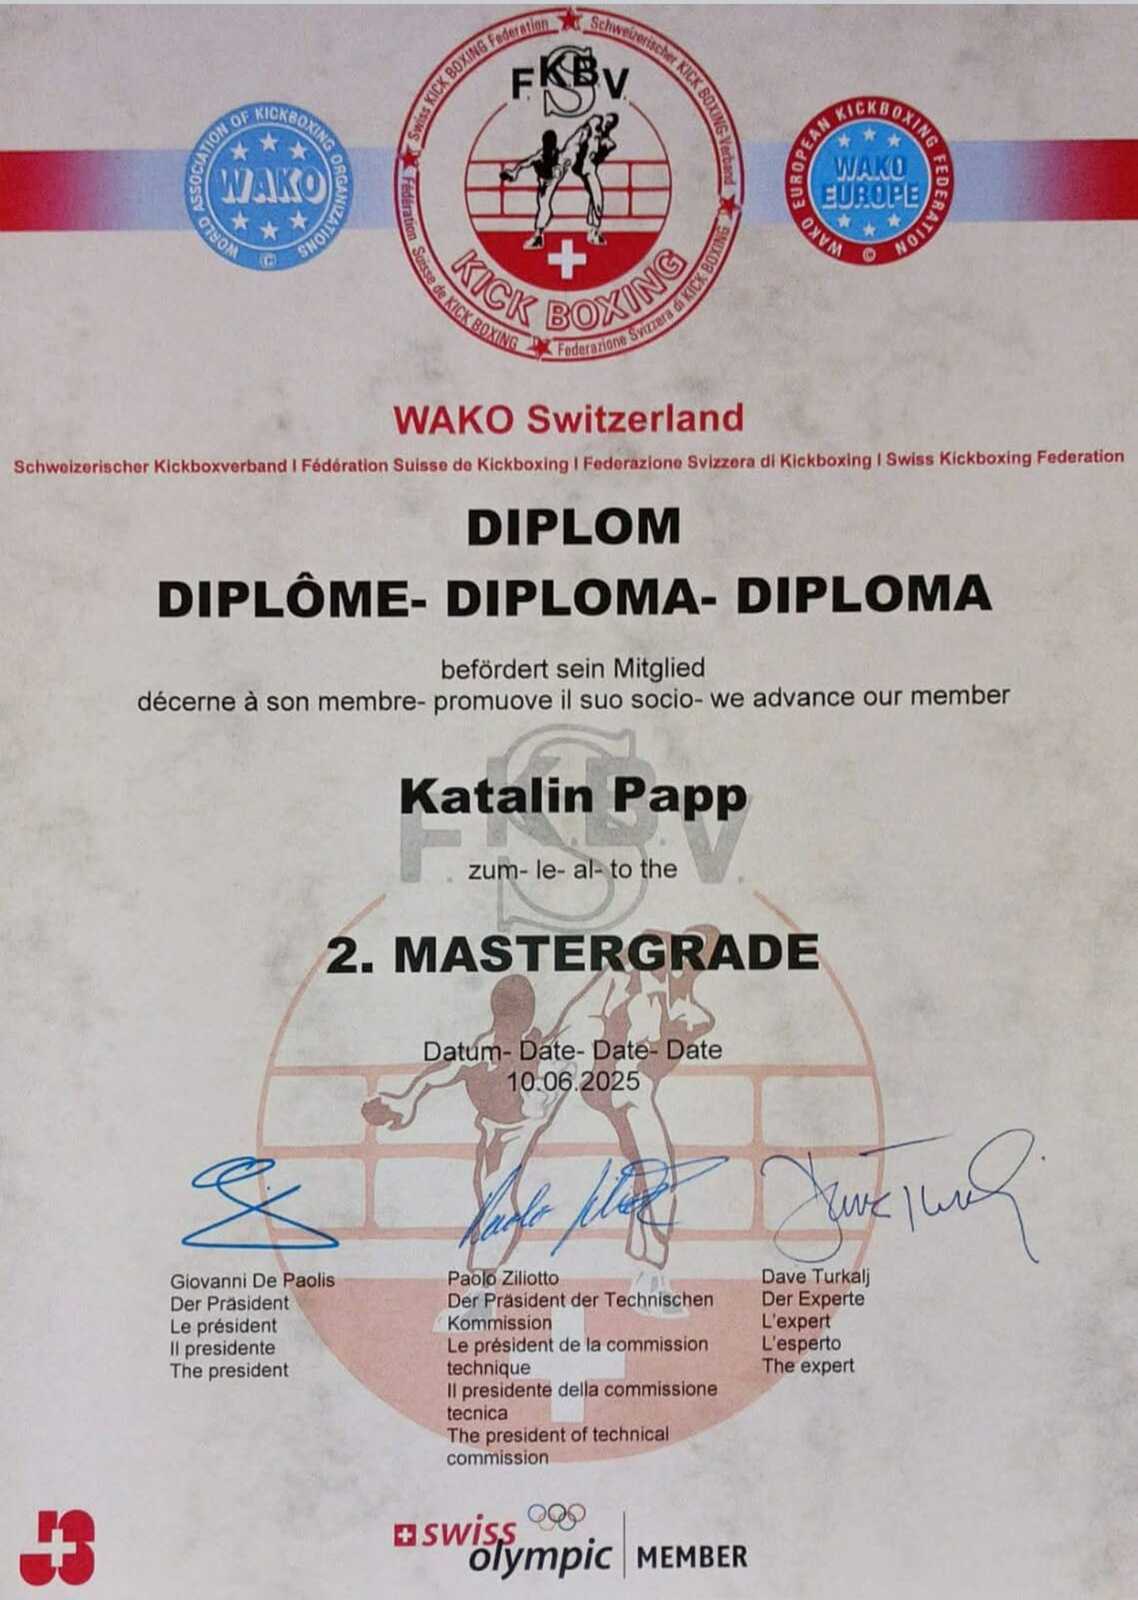 Swiss KICK BOXING Federation
Schweizerischer KICK BOXING-Verband
Fédération Suisse de KICK BOXING
Federazione Svizzera di KICK BOXING
F.K.B.V.
S
KICK BOXING
WORLD ASSOCIATION OF KICKBOXING ORGANIZATIONS
WAKO
©
WAKO EUROPEAN KICKBOXING FEDERATION
WAKO
EUROPE
©
WAKO Switzerland
Schweizerischer Kickboxverband I Fédération Suisse de Kickboxing I Federazione Svizzera di Kickboxing I Swiss Kickboxing Federation
DIPLOM
DIPLÔME- DIPLOMA- DIPLOMA
befördert sein Mitglied
décerne à son membre- promuove il suo socio- we advance our member
Katalin Papp
F.K.B.V.
S
zum- le- al- to the
2. MASTERGRADE
Datum- Date- Date- Date
10.06.2025
Giovanni De Paolis
Der Präsident
Le président
Il presidente
The president
Paolo Ziliotto
Der Präsident der Technischen
Kommission
Le président de la commission
technique
Il presidente della commissione
tecnica
The president of technical
commission
Dave Turkalj
Der Experte
L'expert
L'esperto
The expert
swiss
olympic
MEMBER